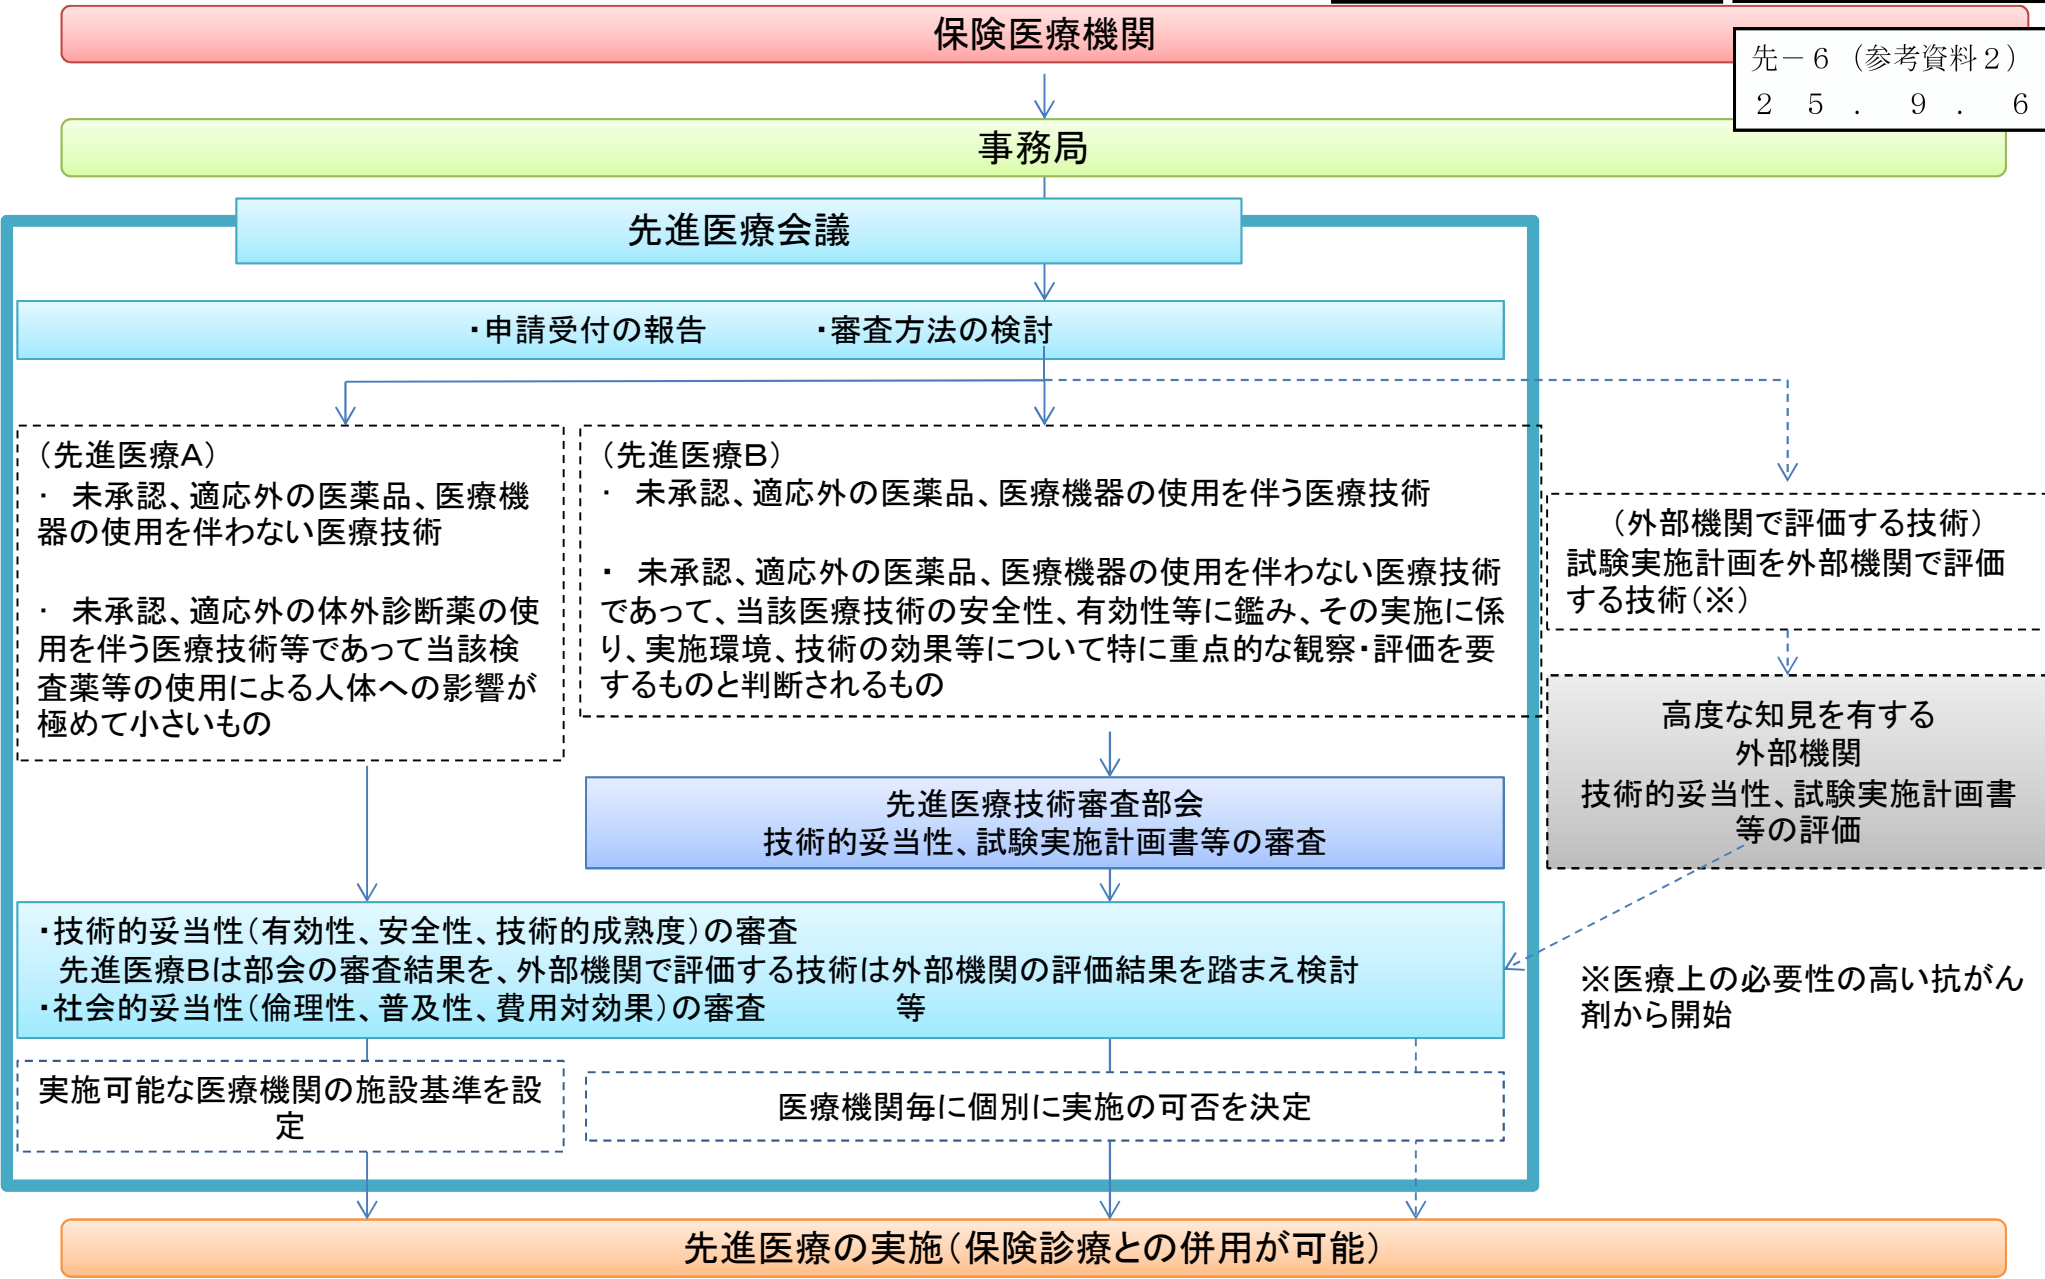 保険医療機関
先－６（参考資料２）
２５．９．６
事務局
先進医療会議
・申請受付の報告　・審査方法の検討
（先進医療A）
・ 未承認、適応外の医薬品、医療機
器の使用を伴わない医療技術
・ 未承認、適応外の体外診断薬の使
用を伴う医療技術等であって当該検
査薬等の使用による人体への影響が
極めて小さいもの
（先進医療B）
・ 未承認、適応外の医薬品、医療機器の使用を伴う医療技術
・ 未承認、適応外の医薬品、医療機器の使用を伴わない医療技術
であって、当該医療技術の安全性、有効性等に鑑み、その実施に係
り、実施環境、技術の効果等について特に重点的な観察・評価を要
するものと判断されるもの
（外部機関で評価する技術）
試験実施計画を外部機関で評価
する技術（※）
高度な知見を有する
外部機関
技術的妥当性、試験実施計画書
等の評価
先進医療技術審査部会
技術的妥当性、試験実施計画書等の審査
・技術的妥当性（有効性、安全性、技術的成熟度）の審査
先進医療Bは部会の審査結果を、外部機関で評価する技術は外部機関の評価結果を踏まえ検討
・社会的妥当性（倫理性、普及性、費用対効果）の審査　等
※医療上の必要性の高い抗がん
剤から開始
実施可能な医療機関の施設基準を設
定
医療機関毎に個別に実施の可否を決定
先進医療の実施（保険診療との併用が可能）